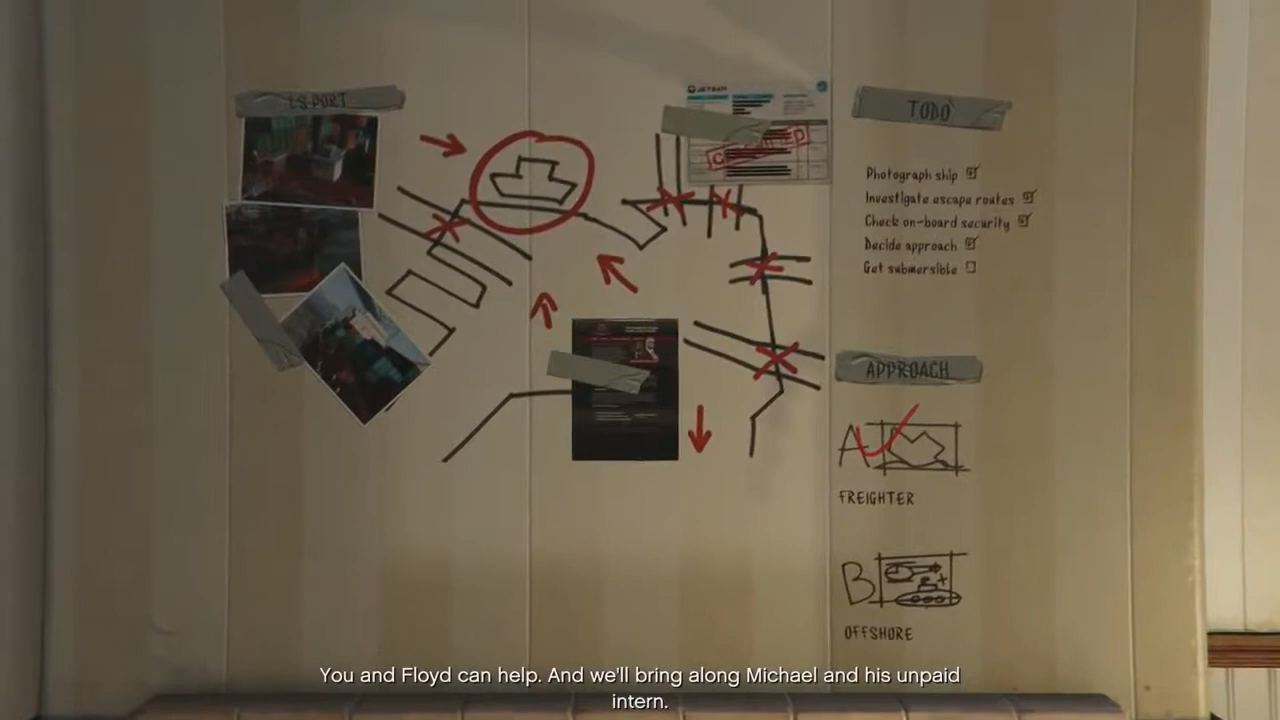 LS PORT
JETSAM
TODO
Photograph ship
Investigate escape routes
Check on-board security
Decide approach
Get submersible
APPROACH
A
FREIGHTER
B
OFFSHORE
You and Floyd can help. And we'll bring along Michael and his unpaid
intern.